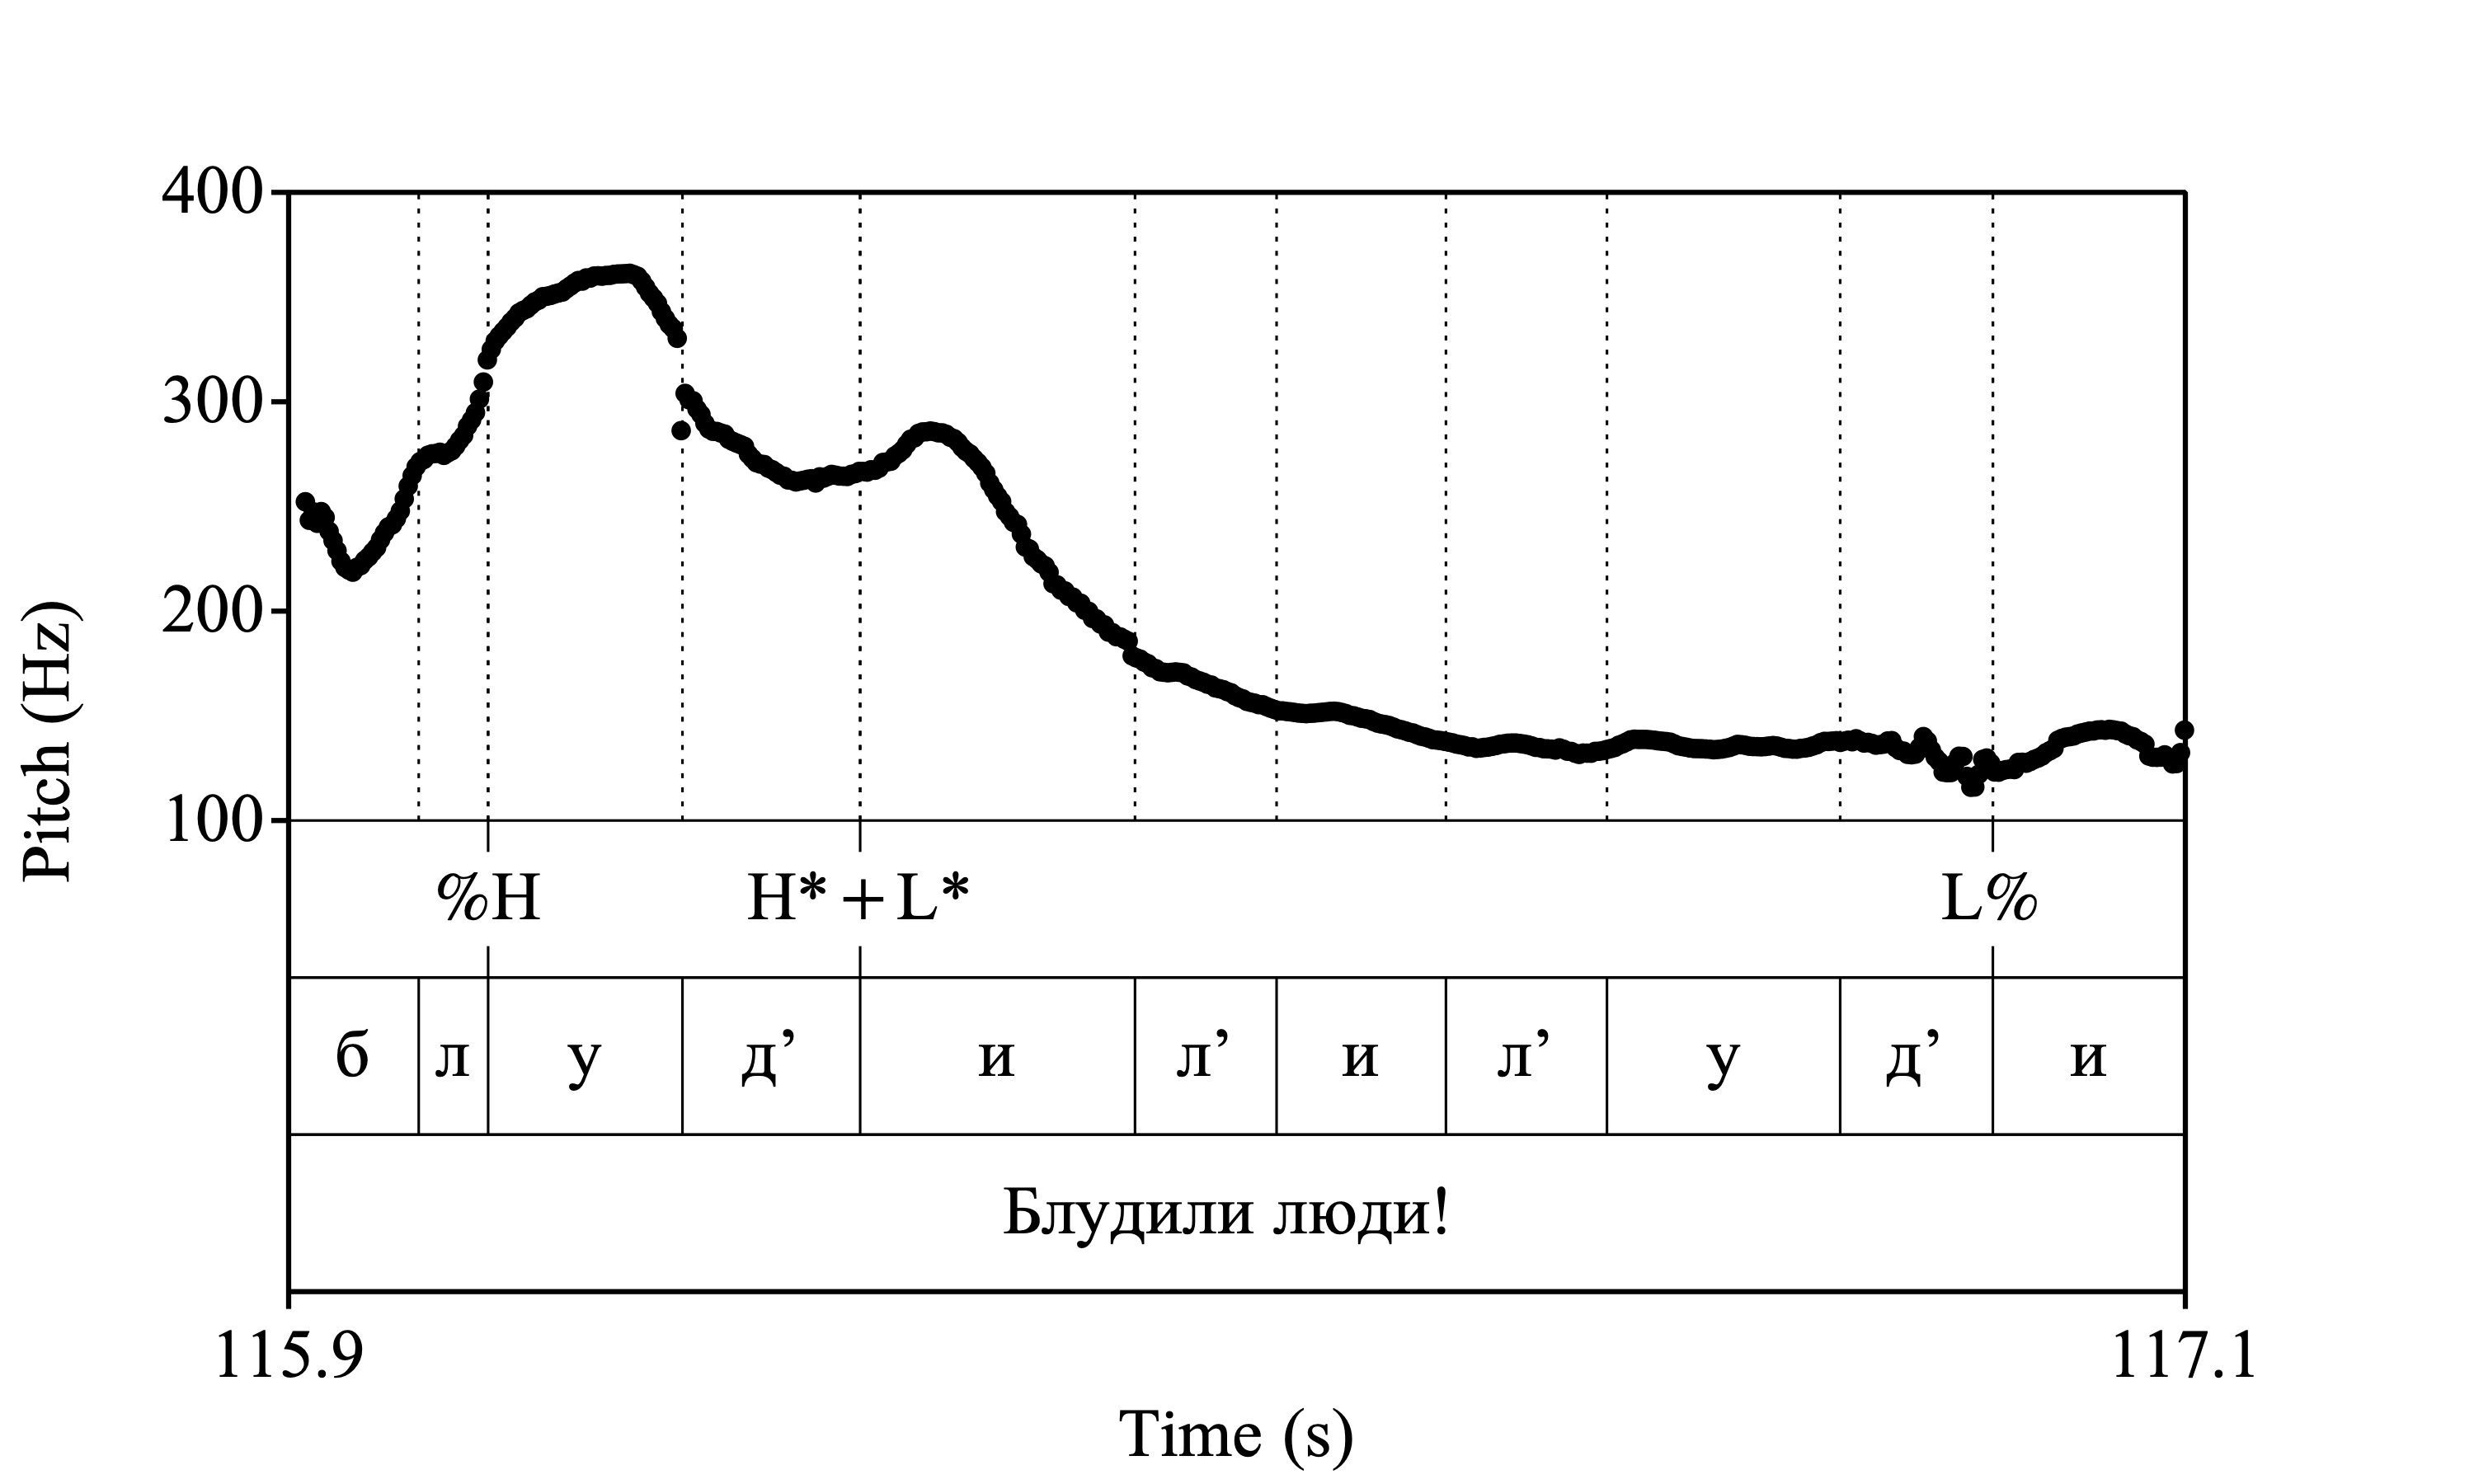 400
300
200
100
Pitch (Hz)
%H H*+L* L%
б л у д’ и л’ и л’ у д’ и
Блудили люди!
115.9 117.1
Time (s)